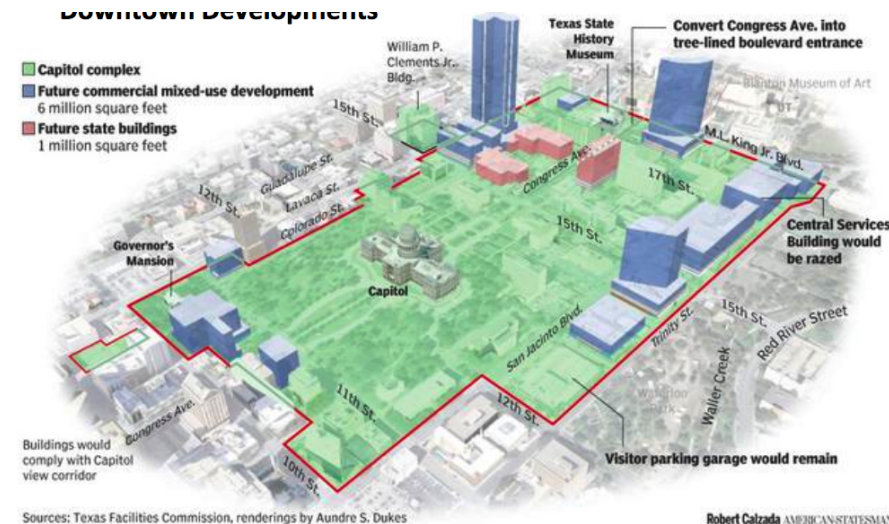 Downtown Developments
Capitol complex
Future commercial mixed-use development
6 million square feet
Future state buildings
1 million square feet
William P.
Clements Jr.
Bldg.
Texas State
History
Museum
Convert Congress Ave. into
tree-lined boulevard entrance
Blanton Museum of Art
UT
15th St.
M.L. King Jr. Blvd.
Guadalupe St.
Lavaca St.
Colorado St.
12th St.
Congress Ave.
17th St.
15th St.
Governor's
Mansion
Capitol
Central Services
Building would
be razed
San Jacinto Blvd.
Trinity St.
15th St.
Red River Street
Waller Creek
Waterloo
Park
11th St.
12th St.
Congress Ave.
10th St.
Visitor parking garage would remain
Buildings would
comply with Capitol
view corridor
Sources: Texas Facilities Commission, renderings by Aundre S. Dukes
Robert Calzada AMERICAN-STATESMAN